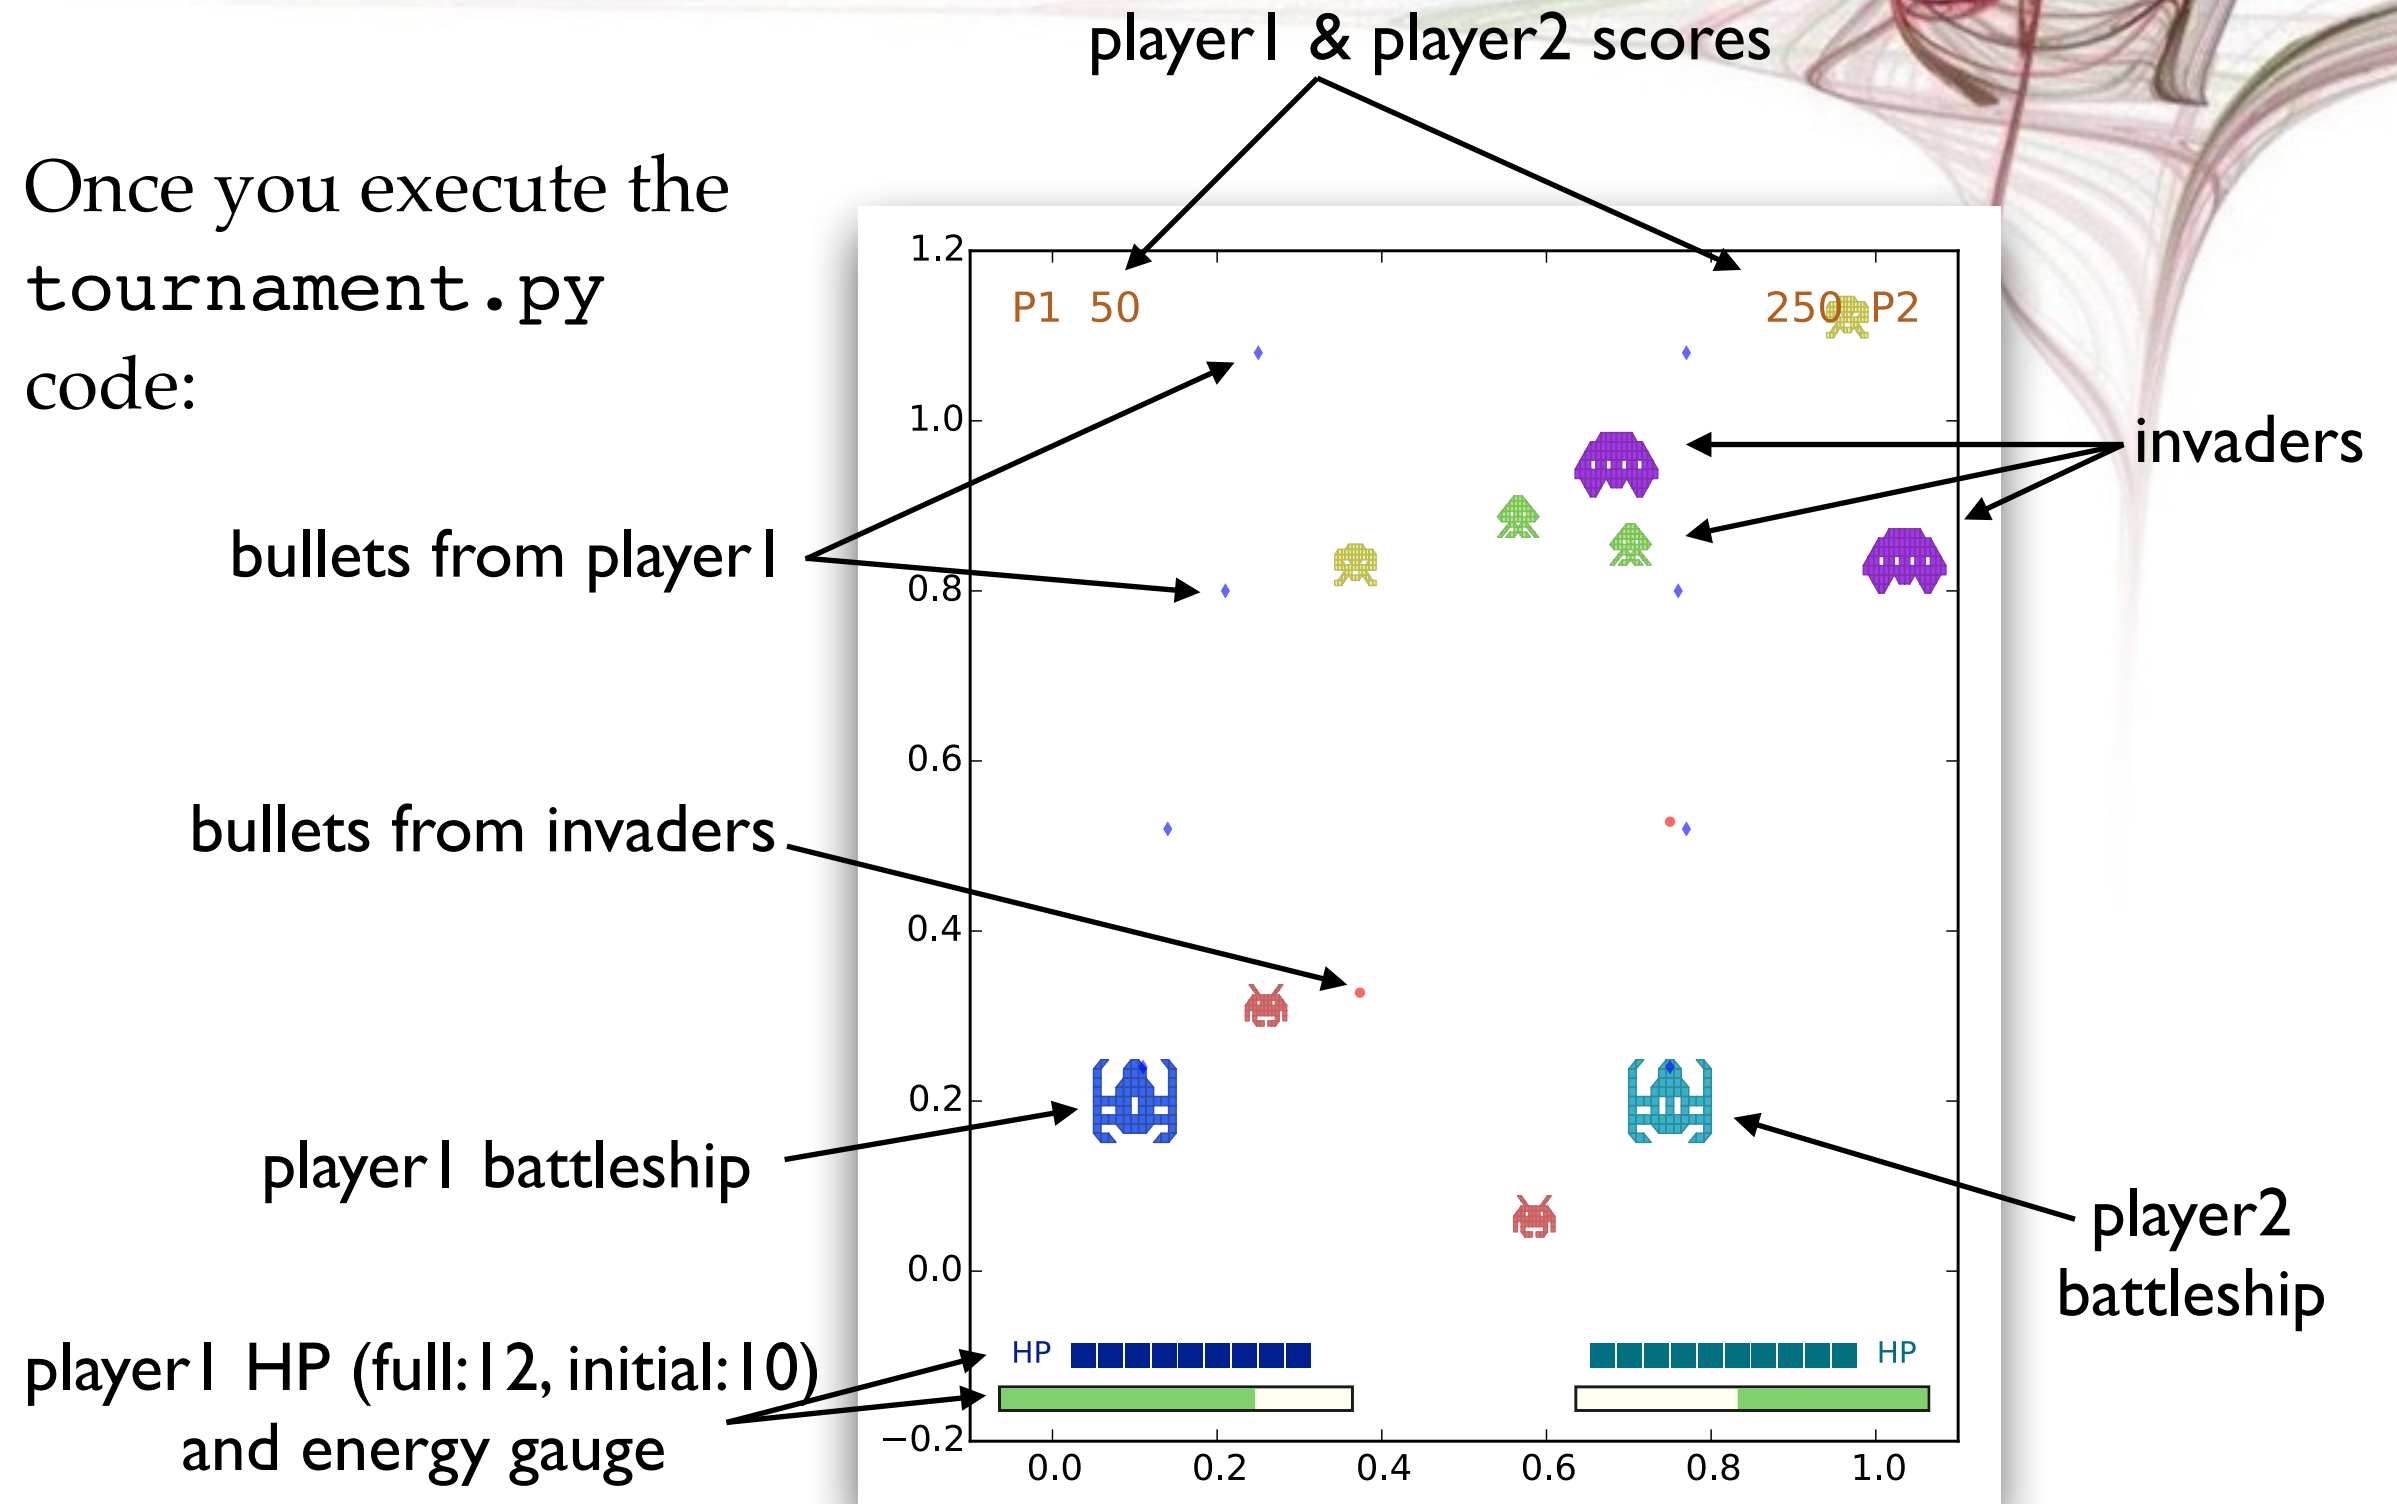 player1 & player2 scores
Once you execute the
tournament.py
code:
1.2
P1 50
250 P2
1.0
invaders
bullets from player1
0.8
0.6
bullets from invaders
0.4
0.2
player1 battleship
player2
battleship
0.0
player1 HP (full:12, initial:10)
and energy gauge
HP
HP
−0.2
0.0 0.2 0.4 0.6 0.8 1.0